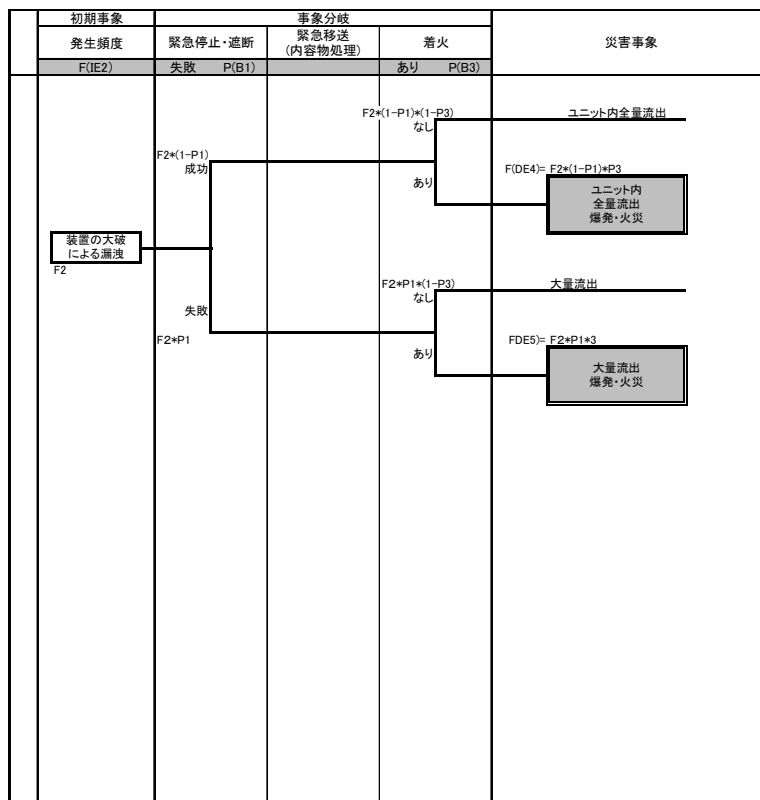 初期事象
事象分岐
発生頻度
緊急停止・遮断
緊急移送
(内容物処理)
着火
災害事象
F(IE2)
失敗 P(B1)
あり P(B3)
F2*(1-P1)*(1-P3)
なし
ユニット内全量流出
F2*(1-P1)
成功
あり
F(DE4)= F2*(1-P1)*P3
ユニット内
全量流出
爆発・火災
装置の大破
による漏洩
F2
F2*P1*(1-P3)
なし
大量流出
失敗
F2*P1
あり
FDE5)= F2*P1*3
大量流出
爆発・火災